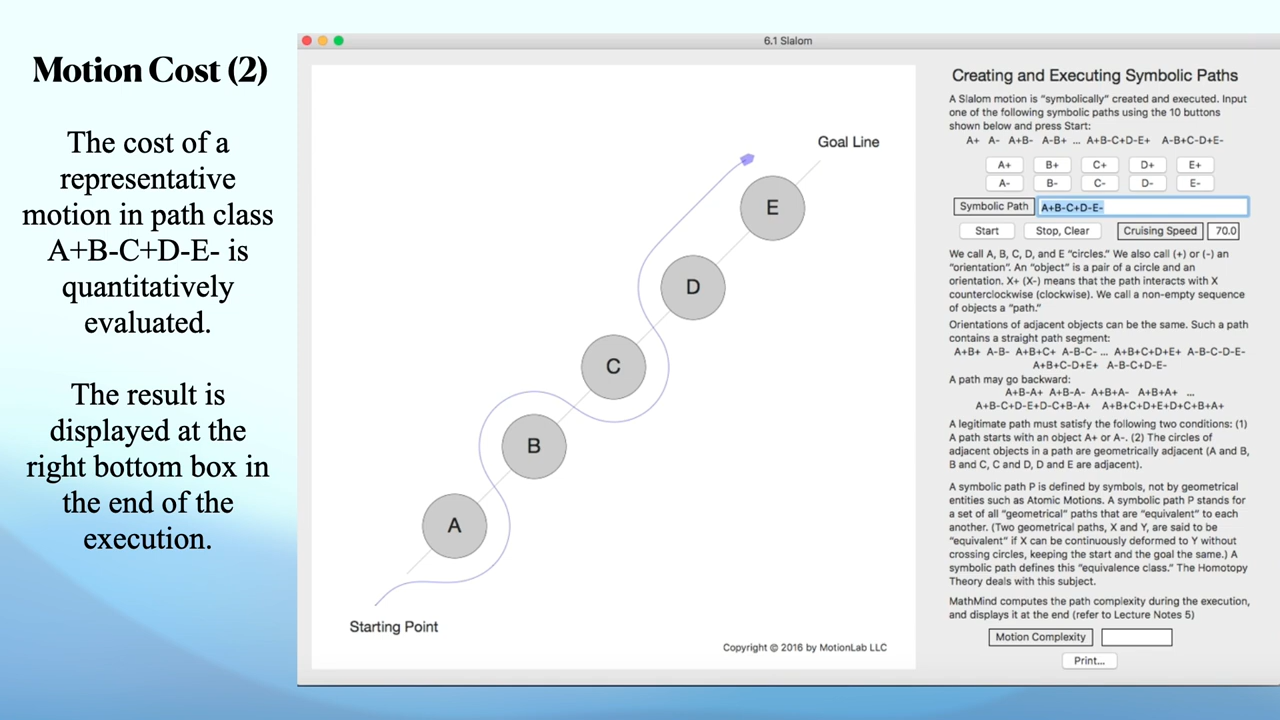 Motion Cost (2)
The cost of a
representative
motion in path class
A+B-C+D-E- is
quantitatively
evaluated.
The result is
displayed at the
right bottom box in
the end of the
execution.
6.1 Slalom
Goal Line
E
D
C
B
A
Starting Point
Copyright © 2016 by MotionLab LLC
Creating and Executing Symbolic Paths
A Slalom motion is “symbolically” created and executed. Input
one of the following symbolic paths using the 10 buttons
shown below and press Start:
A+ A- A+B- A-B+ ... A+B-C+D-E+ A-B+C-D+E-
A+ B+ C+ D+ E+
A- B- C- D- E-
Symbolic Path A+B-C+D-E-
Start Stop, Clear Cruising Speed 70.0
We call A, B, C, D, and E “circles.” We also call (+) or (-) an
“orientation”. An “object” is a pair of a circle and an
orientation. X+ (X-) means that the path interacts with X
counterclockwise (clockwise). We call a non-empty sequence
of objects a “path.”
Orientations of adjacent objects can be the same. Such a path
contains a straight path segment:
A+B+ A-B- A+B+C+ A-B-C- ... A+B+C+D+E+ A-B-C-D-E-
A+B+C-D+E+ A-B-C+D-E-
A path may go backward:
A+B-A+ A+B-A- A+B+A- A+B+A+ ...
A+B-C+D-E+D-C+B-A+ A+B+C+D+E+D+C+B+A+
A legitimate path must satisfy the following two conditions: (1)
A path starts with an object A+ or A-. (2) The circles of
adjacent objects in a path are geometrically adjacent (A and B,
B and C, C and D, D and E are adjacent).
A symbolic path P is defined by symbols, not by geometrical
entities such as Atomic Motions. A symbolic path P stands for
a set of all “geometrical” paths that are “equivalent” to each
another. (Two geometrical paths, X and Y, are said to be
“equivalent” if X can be continuously deformed to Y without
crossing circles, keeping the start and the goal the same.) A
symbolic path defines this “equivalence class.” The Homotopy
Theory deals with this subject.
MathMind computes the path complexity during the execution,
and displays it at the end (refer to Lecture Notes 5)
Motion Complexity
Print...